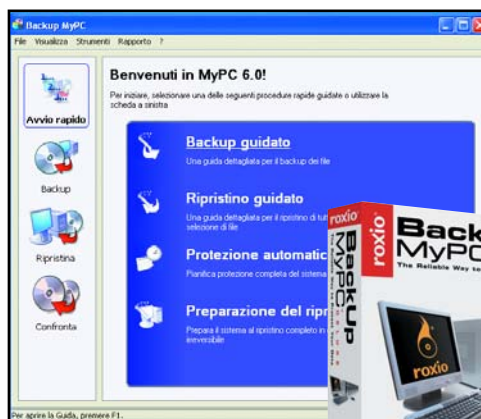 Backup MyPC
File Visualizza Strumenti Rapporto ?
Avvio rapido
Backup
Ripristina
Confronta
Benvenuti in MyPC 6.0!
Per iniziare, selezionare una delle seguenti procedure rapide guidate o utilizzare la
scheda a sinistra
Backup guidato
Una guida dettagliata per il backup dei file
Ripristino guidato
Una guida dettagliata per il ripristino di tut
selezione di file
Protezione automatic
Pianifica protezione completa del sistema
Preparazione del ripr
Prepara il sistema al ripristino completo in
irreversibile
Per aprire la Guida, premere F1.
roxio
roxio
Back
MyPC
The Reliable Way to
BackUp
MyPC
roxio